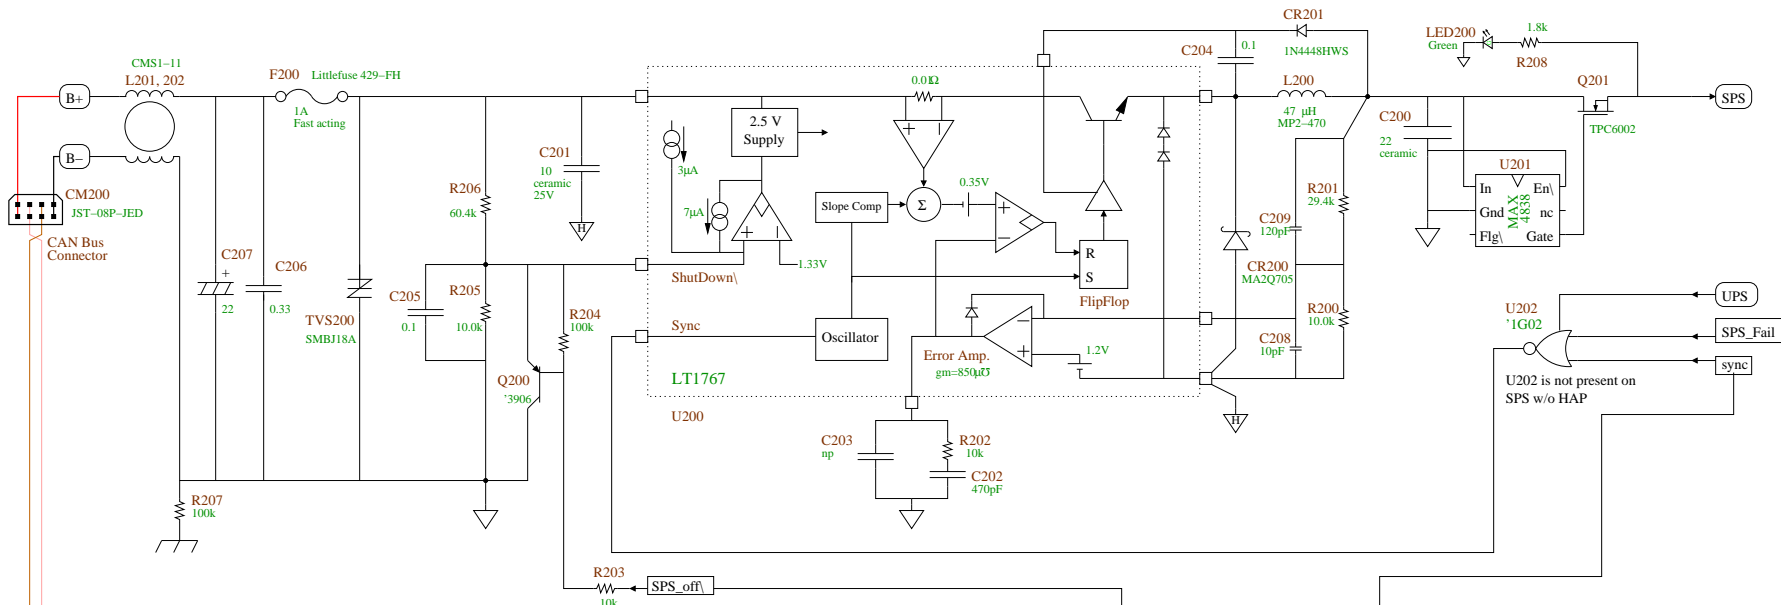 CMS1-11
L201, 202
B+
B-
CM200
JST-08P-JED
CAN Bus
Connector
F200
Littlefuse 429-FH
1A
Fast acting
C207
+
22
C206
0.33
TVS200
SMBJ18A
R207
100k
R206
60.4k
C205
0.1
R205
10.0k
C201
10
ceramic
25V
H
R204
100k
Q200
'3906
R203
10k
SPS_off\
ShutDown\
Sync
LT1767
U200
3µA
7µA
2.5 V
Supply
+
-
1.33V
0.01Ω
+
-
Slope Comp
Σ
0.35V
+
-
R
S
FlipFlop
Oscillator
Error Amp.
gm=850µ℧
-
+
1.2V
C203
np
R202
10k
C202
470pF
C204
0.1
CR201
1N4448HWS
L200
47 µH
MP2-470
C209
120pF
CR200
MA2Q705
C208
10pF
R201
29.4k
R200
10.0k
H
C200
22
ceramic
LED200
Green
1.8k
R208
Q201
TPC6002
SPS
U201
In
En\
Gnd
nc
Flg\
Gate
MAX
4838
U202
'1G02
UPS
SPS_Fail
sync
U202 is not present on
SPS w/o HAP